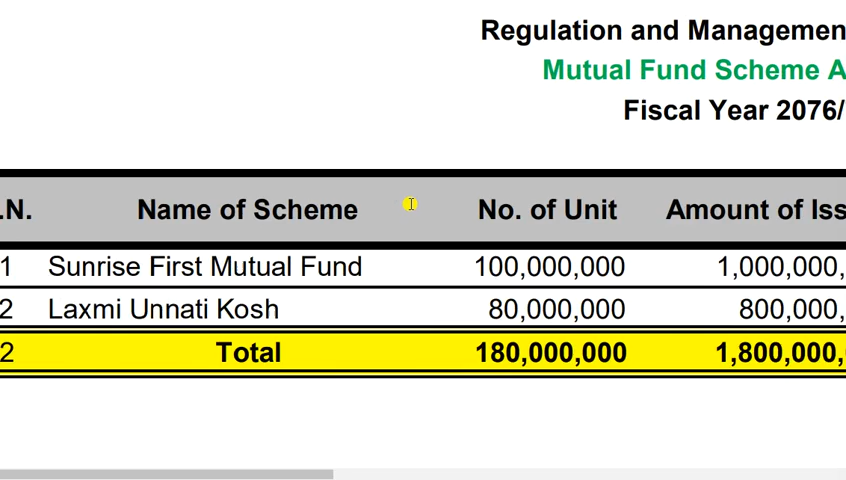 Regulation and Managemen
Mutual Fund Scheme A
Fiscal Year 2076/
.N. Name of Scheme No. of Unit Amount of Iss
1 Sunrise First Mutual Fund 100,000,000 1,000,000,
2 Laxmi Unnati Kosh 80,000,000 800,000,
2 Total 180,000,000 1,800,000,